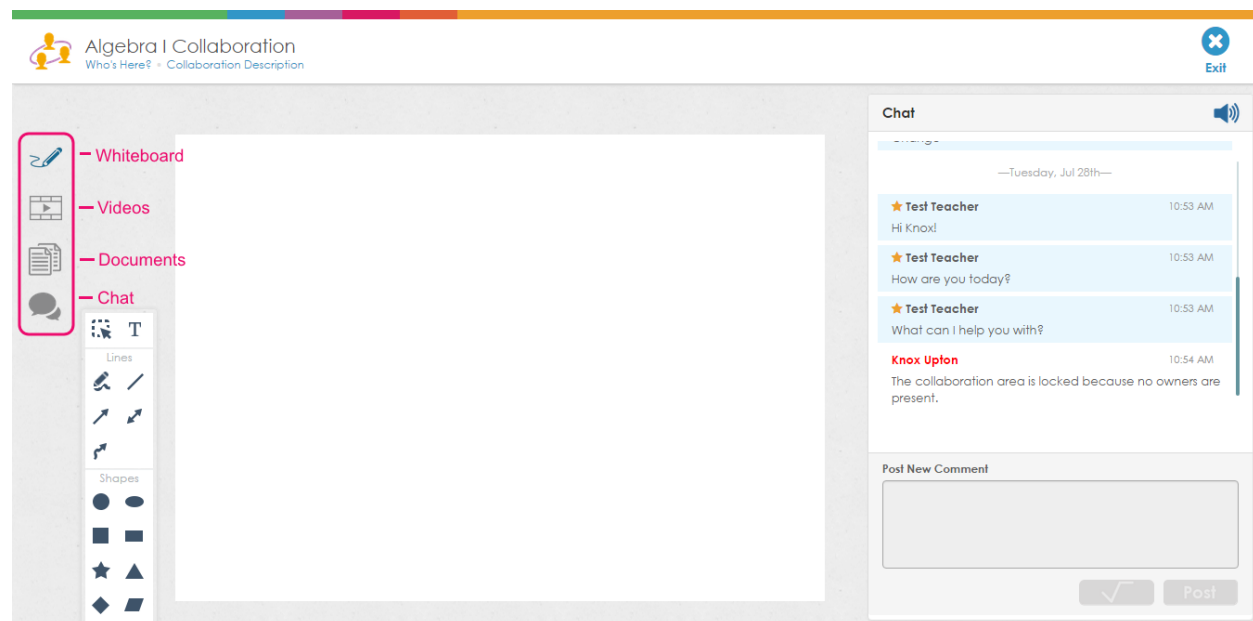 Algebra I Collaboration
Who's Here? • Collaboration Description
Exit
Whiteboard
Videos
Documents
Chat
T
Lines
Shapes
Chat
—Tuesday, Jul 28th—
Test Teacher 10:53 AM
Hi Knox!
Test Teacher 10:53 AM
How are you today?
Test Teacher 10:53 AM
What can I help you with?
Knox Upton 10:54 AM
The collaboration area is locked because no owners are
present.
Post New Comment
√ Post